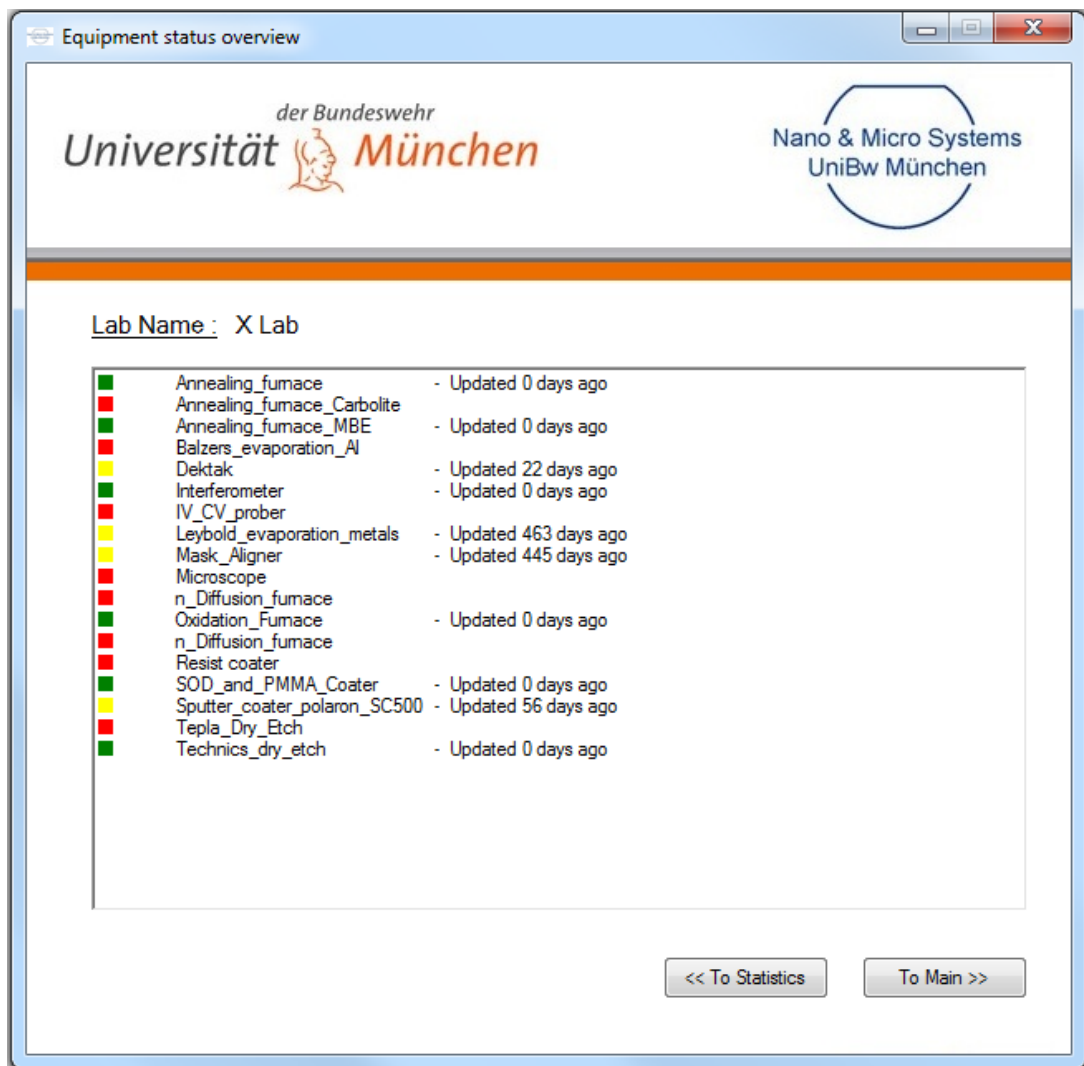 Equipment status overview
der Bundeswehr
Universität München
Nano & Micro Systems
UniBw München
Lab Name : X Lab
Annealing_furnace - Updated 0 days ago
Annealing_furnace_Carbolite
Annealing_furnace_MBE - Updated 0 days ago
Balzers_evaporation_Al
Dektak - Updated 22 days ago
Interferometer - Updated 0 days ago
IV_CV_prober
Leybold_evaporation_metals - Updated 463 days ago
Mask_Aligner - Updated 445 days ago
Microscope
n_Diffusion_furnace
Oxidation_Furnace - Updated 0 days ago
n_Diffusion_furnace
Resist coater
SOD_and_PMMA_Coater - Updated 0 days ago
Sputter_coater_polaron_SC500 - Updated 56 days ago
Tepla_Dry_Etch
Technics_dry_etch - Updated 0 days ago
<< To Statistics To Main >>